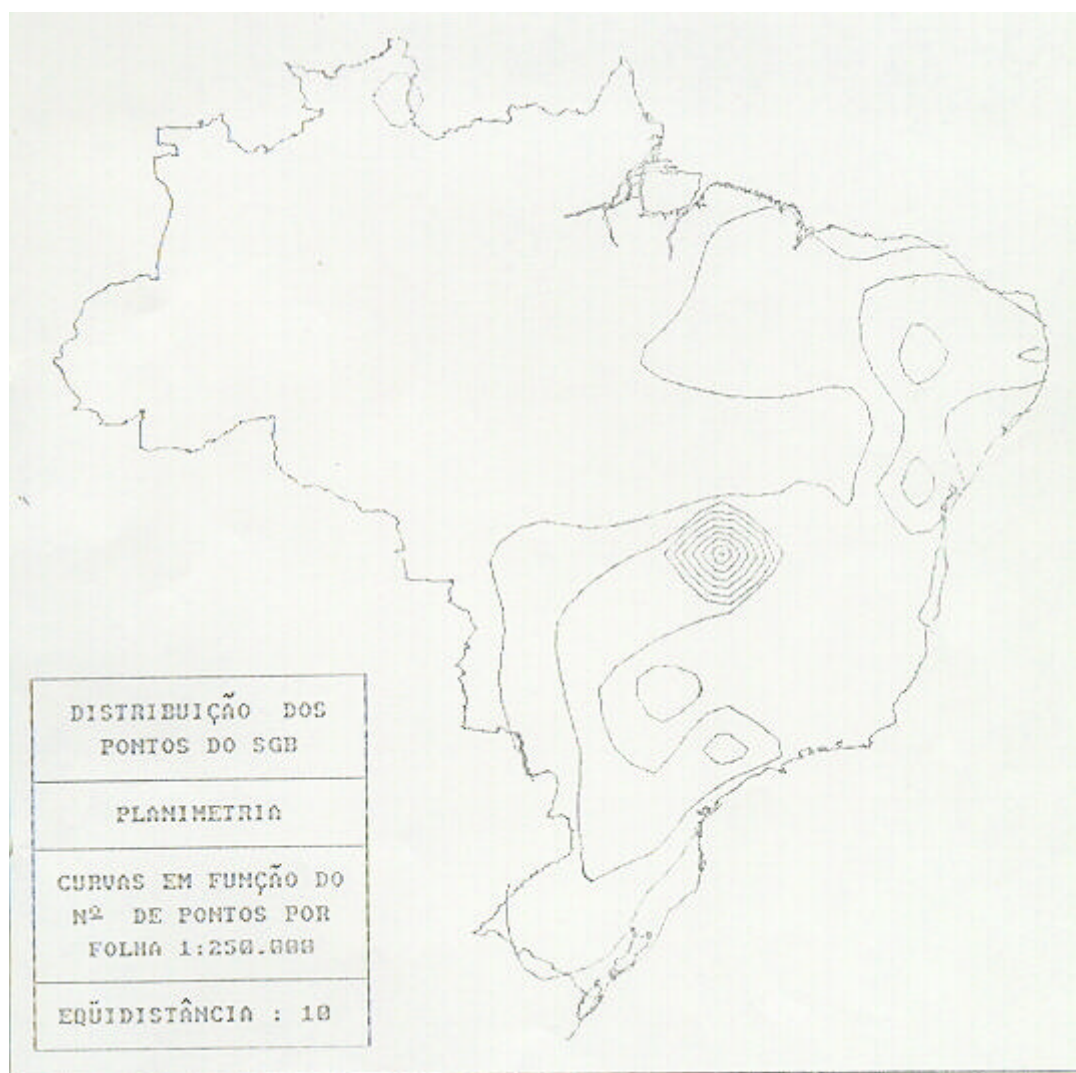 DISTRIBUIÇÃO DOS
PONTOS DO SGB
PLANIMETRIA
CURVAS EM FUNÇÃO DO
Nº DE PONTOS POR
FOLHA 1:250.000
EQÜIDISTÂNCIA : 10